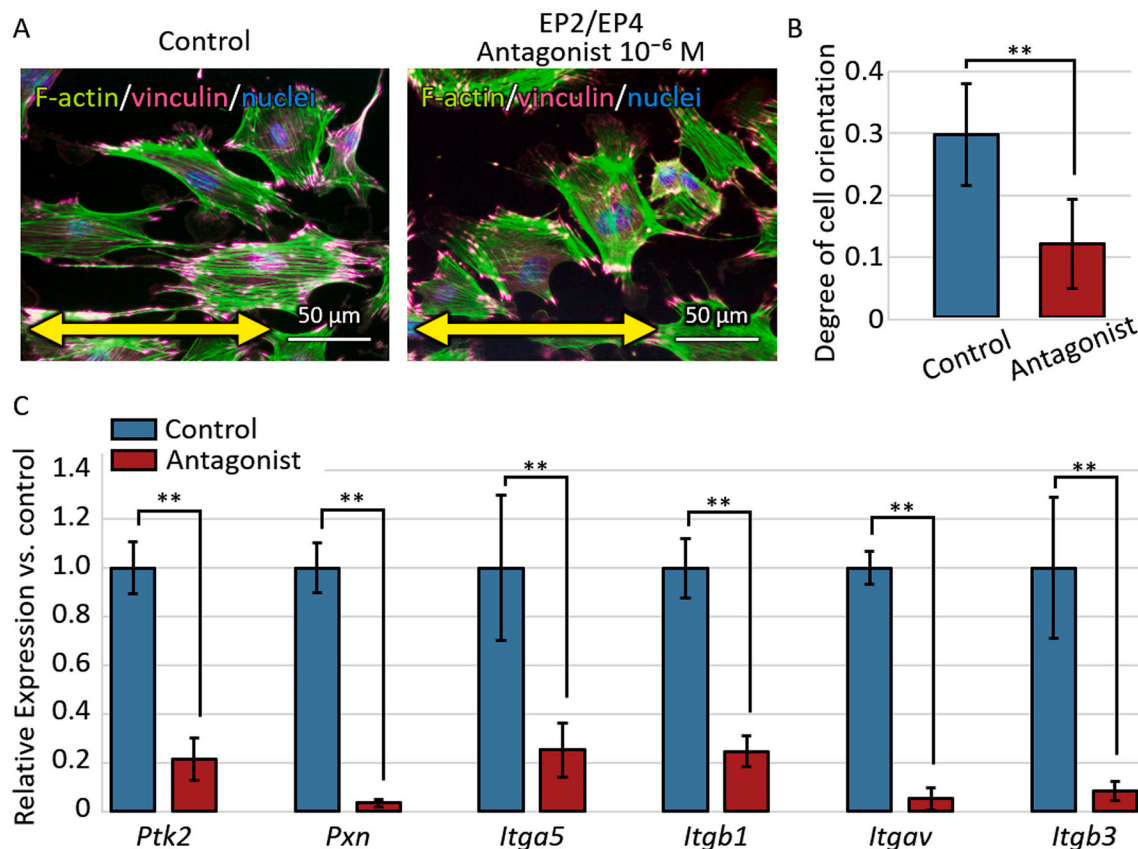 A
Control
F-actin/vinculin/nuclei
50 μm
EP2/EP4
Antagonist 10⁻⁶ M
F-actin/vinculin/nuclei
50 μm
B
**
Degree of cell orientation
0.4
0.3
0.2
0.1
0
Control
Antagonist
C
Control
Antagonist
Relative Expression vs. control
1.4
1.2
1.0
0.8
0.6
0.4
0.2
0
** ** ** ** ** **
Ptk2 Pxn Itga5 Itgb1 Itgav Itgb3